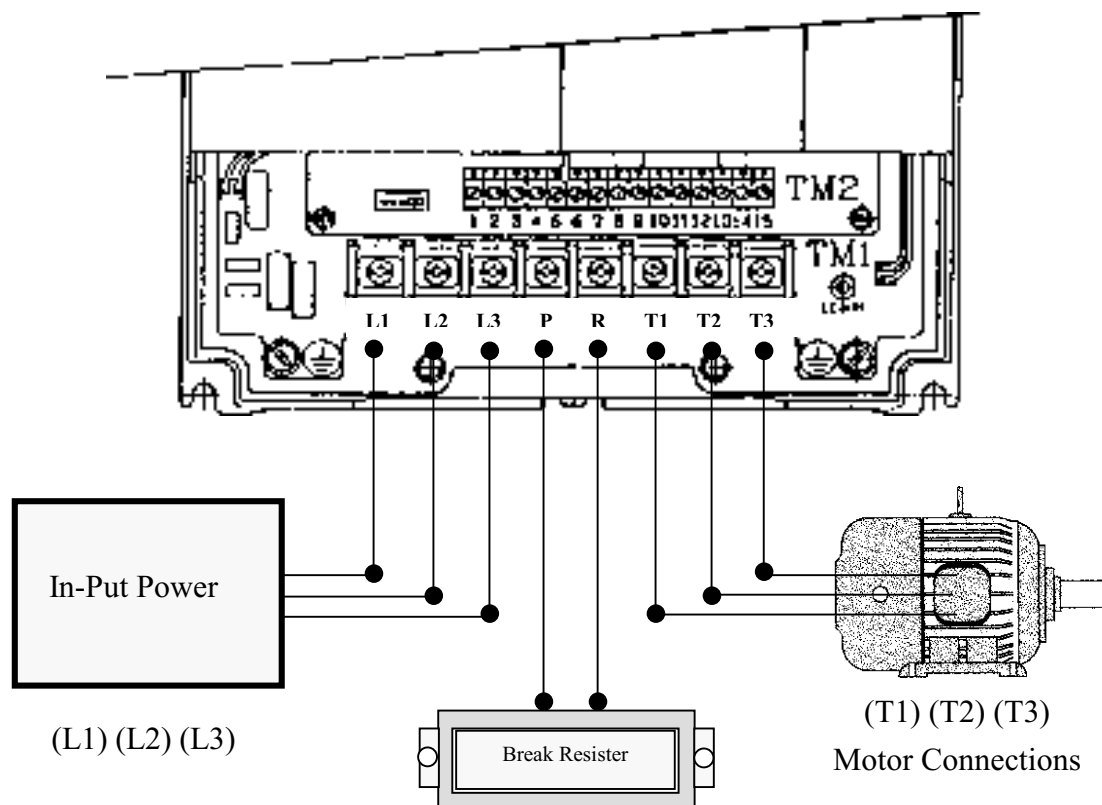 TM2
1 2 3 4 5 6 7 8 9 10 11 12 13 14 15
TM1
L1 L2 L3 P R T1 T2 T3
In-Put Power
(L1) (L2) (L3)
Break Resister
(T1) (T2) (T3)
Motor Connections